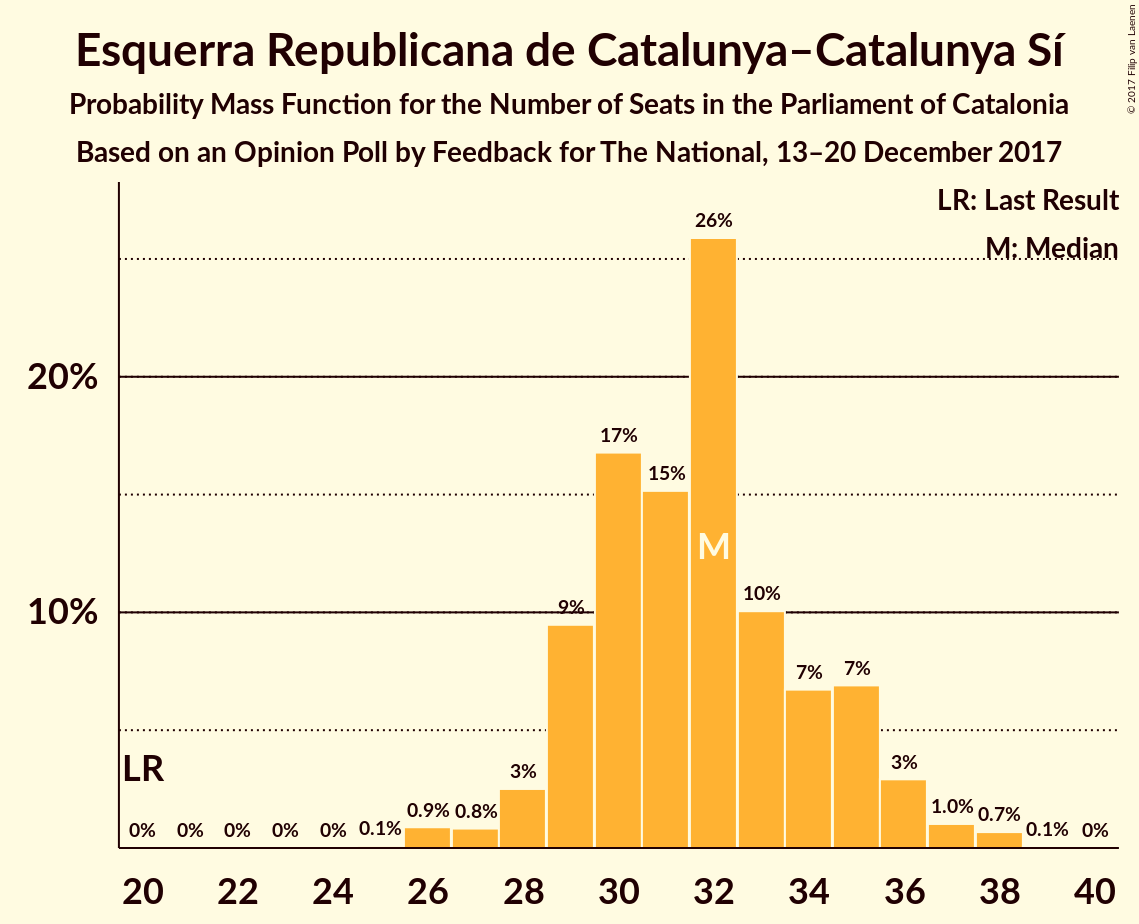 Esquerra Republicana de Catalunya–Catalunya Sí
Probability Mass Function for the Number of Seats in the Parliament of Catalonia
Based on an Opinion Poll by Feedback for The National, 13–20 December 2017
© 2017 Filip van Laenen
LR: Last Result
M: Median
26%
20%
17%
15%
M
10%
10%
9%
7%
7%
LR
3%
3%
0%
0%
0%
0%
0%
0.1%
0.9%
0.8%
1.0%
0.7%
0.1%
0%
20 22 24 26 28 30 32 34 36 38 40